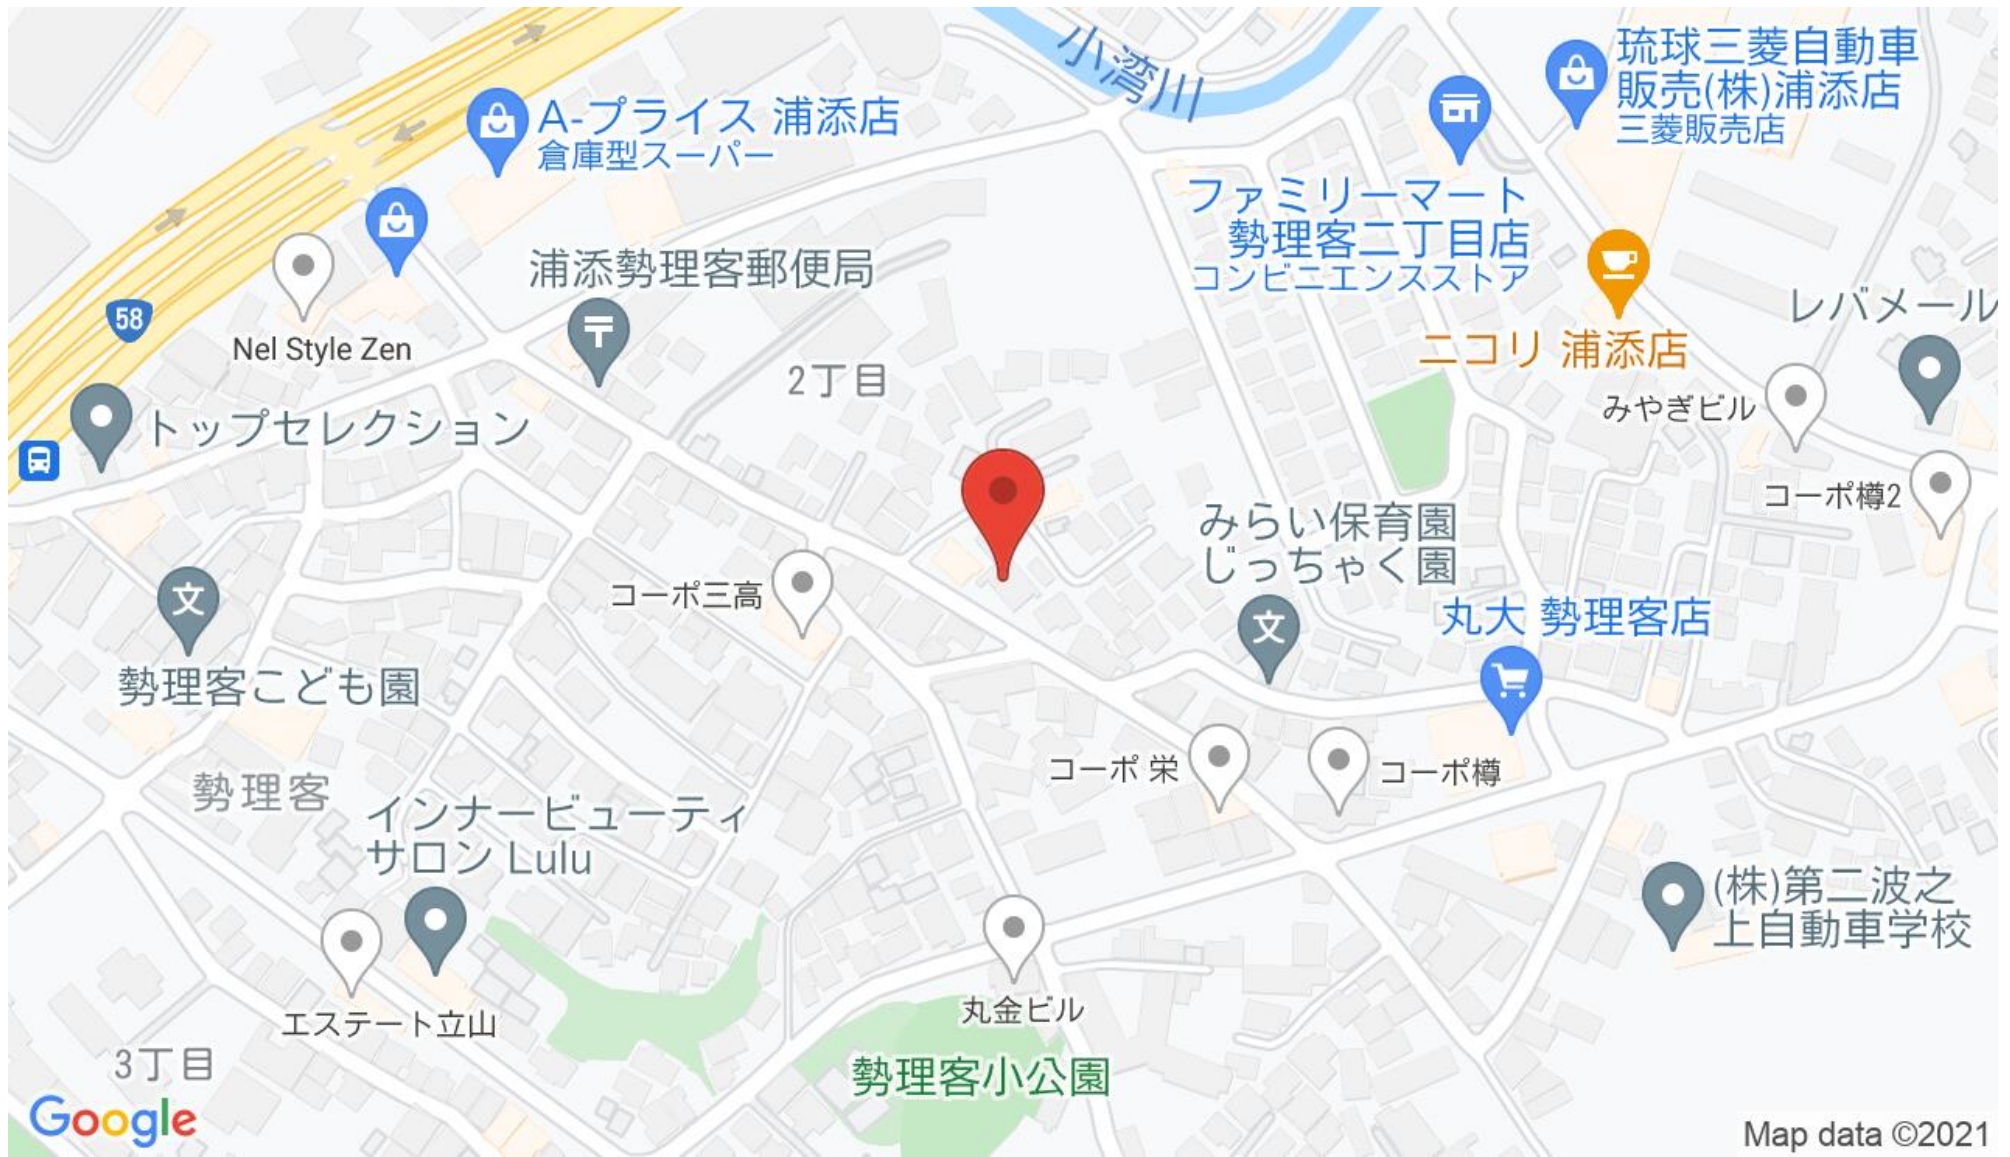 小湾川
琉球三菱自動車
販売(株)浦添店
三菱販売店
A-プライス 浦添店
倉庫型スーパー
ファミリーマート
勢理客二丁目店
コンビニエンスストア
浦添勢理客郵便局
58
Nel Style Zen
レバメール
ニコリ 浦添店
2丁目
みやぎビル
トップセレクション
コーポ樽2
みらい保育園
じっちゃく園
コーポ三高
文
文
丸大 勢理客店
勢理客こども園
コーポ 栄
コーポ樽
勢理客
インナービューティ
サロン Lulu
(株)第二波之
上自動車学校
丸金ビル
エステート立山
3丁目
勢理客小公園
Google
Map data ©2021